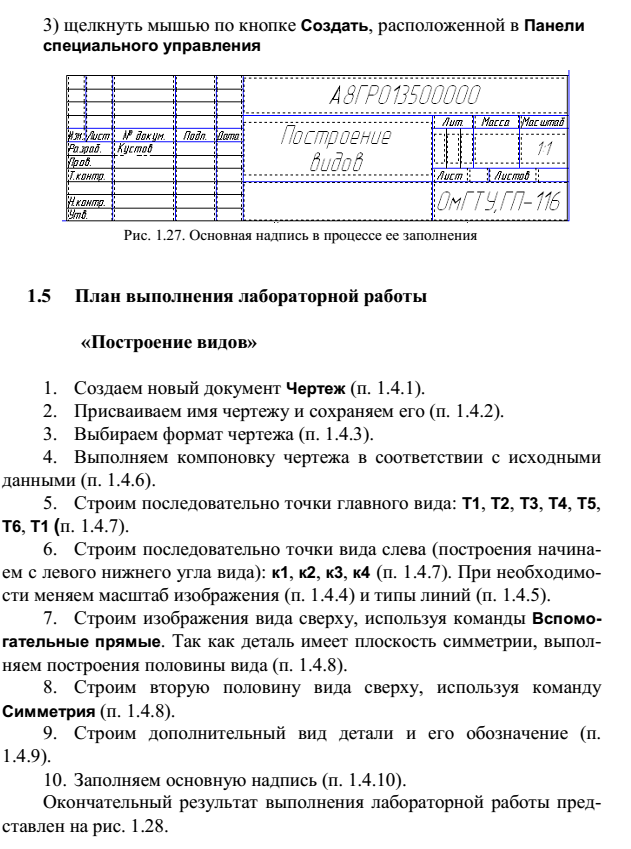 3) щелкнуть мышью по кнопке Создать, расположенной в Панели
специального управления
А8ГР013500000
Лит. Масса Масштаб
Изм. Лист № докум. Подп. Дата
Построение
видов
Разраб. Кустов
1:1
Пров.
Т.контр.
Лист Листов
ОмГТУ,ГП-116
Н.контр.
Утв.
Рис. 1.27. Основная надпись в процессе ее заполнения
1.5 План выполнения лабораторной работы
«Построение видов»
1. Создаем новый документ Чертеж (п. 1.4.1).
2. Присваиваем имя чертежу и сохраняем его (п. 1.4.2).
3. Выбираем формат чертежа (п. 1.4.3).
4. Выполняем компоновку чертежа в соответствии с исходными
данными (п. 1.4.6).
5. Строим последовательно точки главного вида: Т1, Т2, Т3, Т4, Т5,
Т6, Т1 (п. 1.4.7).
6. Строим последовательно точки вида слева (построения начина-
ем с левого нижнего угла вида): к1, к2, к3, к4 (п. 1.4.7). При необходимо-
сти меняем масштаб изображения (п. 1.4.4) и типы линий (п. 1.4.5).
7. Строим изображения вида сверху, используя команды Вспомо-
гательные прямые. Так как деталь имеет плоскость симметрии, выпол-
няем построения половины вида (п. 1.4.8).
8. Строим вторую половину вида сверху, используя команду
Симметрия (п. 1.4.8).
9. Строим дополнительный вид детали и его обозначение (п.
1.4.9).
10. Заполняем основную надпись (п. 1.4.10).
Окончательный результат выполнения лабораторной работы пред-
ставлен на рис. 1.28.